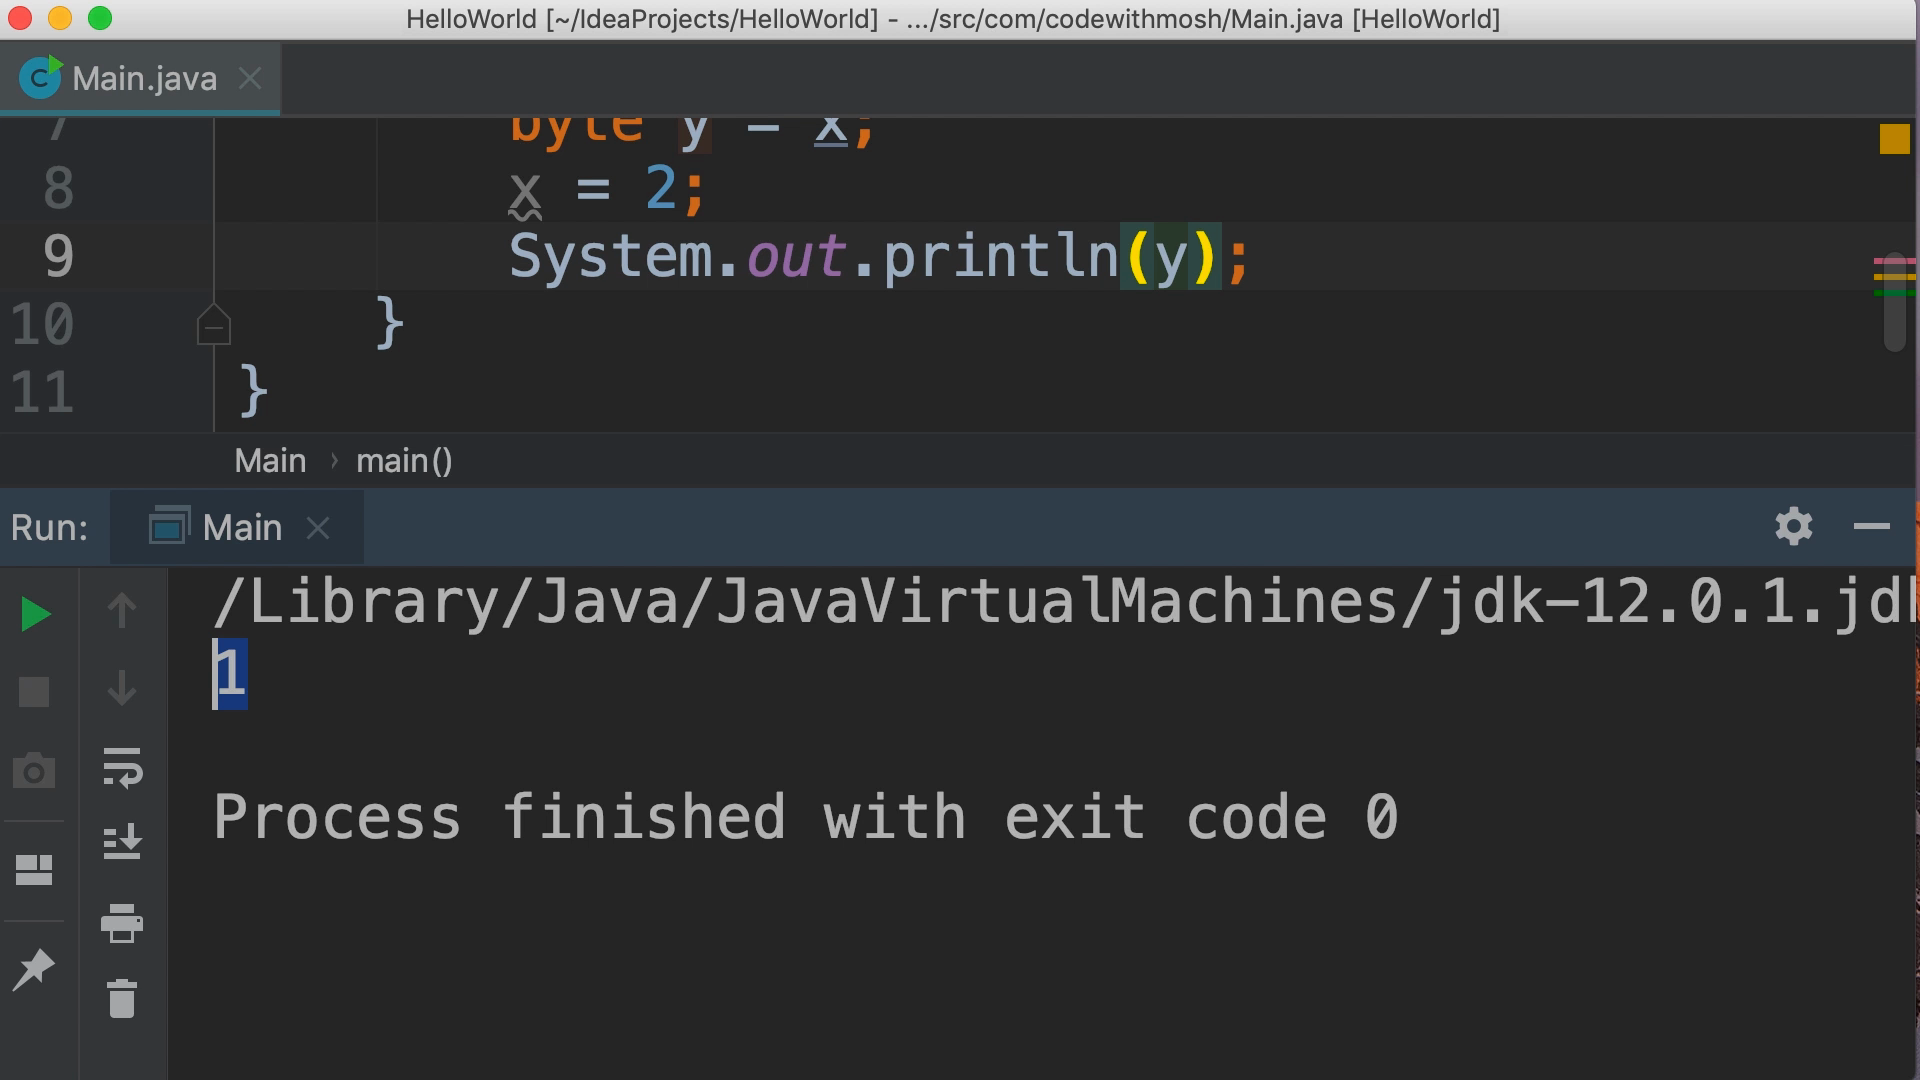 HelloWorld [~/IdeaProjects/HelloWorld] - .../src/com/codewithmosh/Main.java [HelloWorld]
Main.java
7 byte y = x;
8 x = 2;
9 System.out.println(y);
10 }
11 }
Main › main()
Run: Main
/Library/Java/JavaVirtualMachines/jdk-12.0.1.jd
1
Process finished with exit code 0